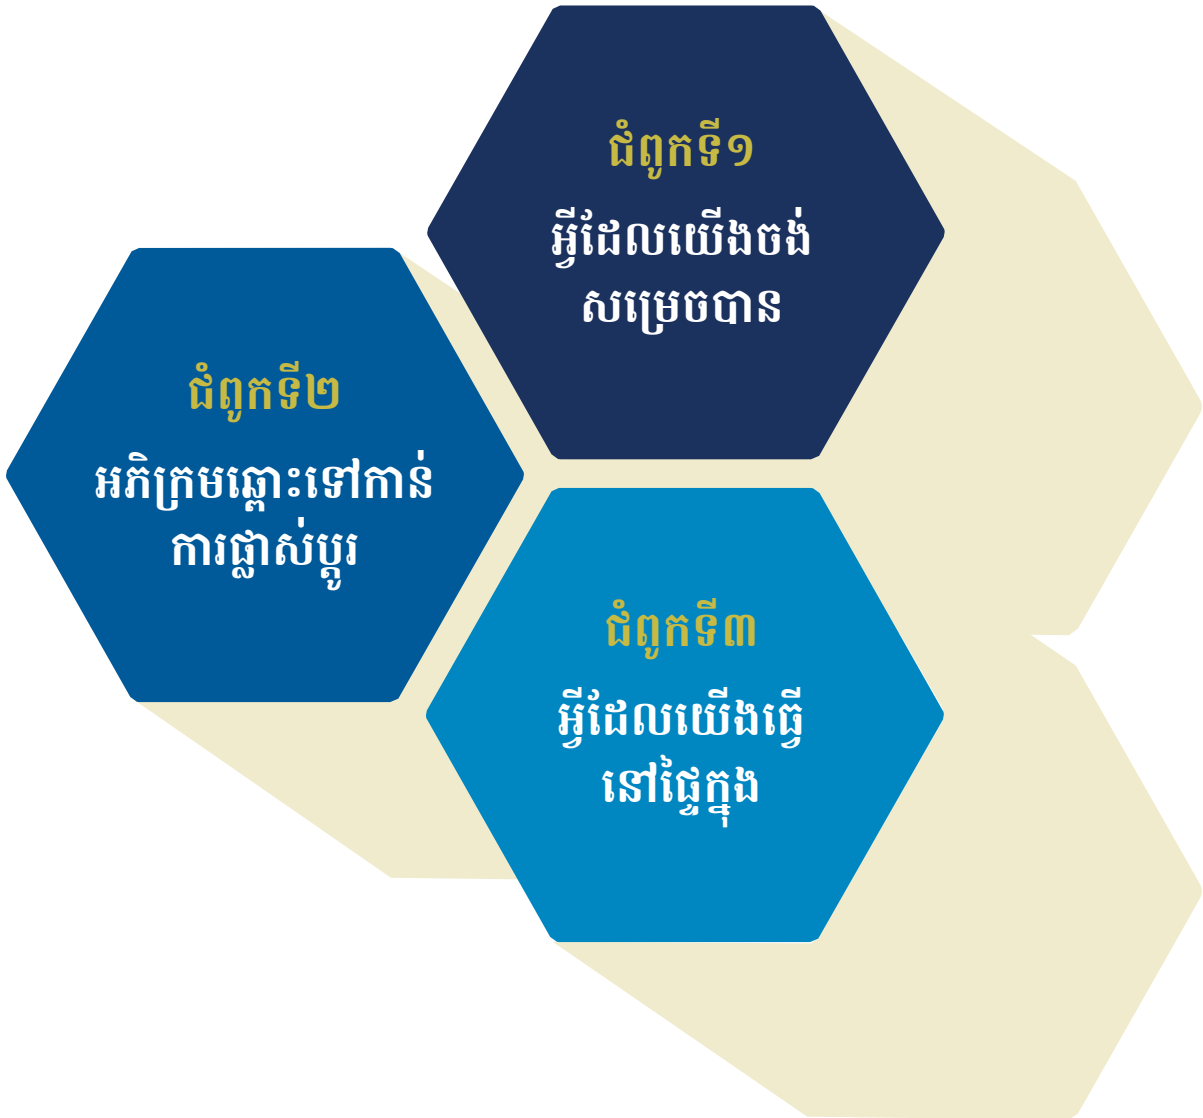 ជំពូកទី១
អ្វីដែលយើងចង់
សម្រេចបាន
ជំពូកទី២
អភិក្រមឆ្ពោះទៅកាន់
ការផ្លាស់ប្តូរ
ជំពូកទី៣
អ្វីដែលយើងធ្វើ
នៅផ្ទៃក្នុង